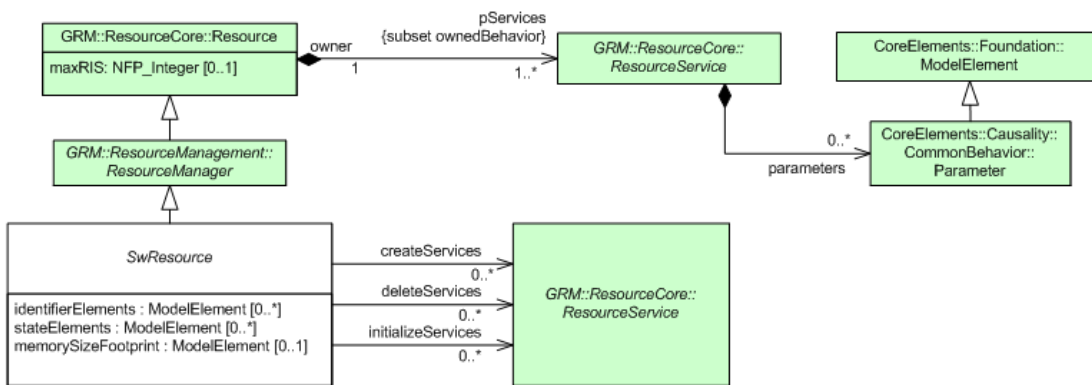 GRM::ResourceCore::Resource
maxRIS: NFP_Integer [0..1]
owner
1
pServices
{subset ownedBehavior}
1..*
GRM::ResourceCore::
ResourceService
CoreElements::Foundation::
ModelElement
GRM::ResourceManagement::
ResourceManager
0..*
parameters
CoreElements::Causality::
CommonBehavior::
Parameter
SwResource
identifierElements : ModelElement [0..*]
stateElements : ModelElement [0..*]
memorySizeFootprint : ModelElement [0..1]
createServices
0..*
deleteServices
0..*
initializeServices
0..*
GRM::ResourceCore::
ResourceService